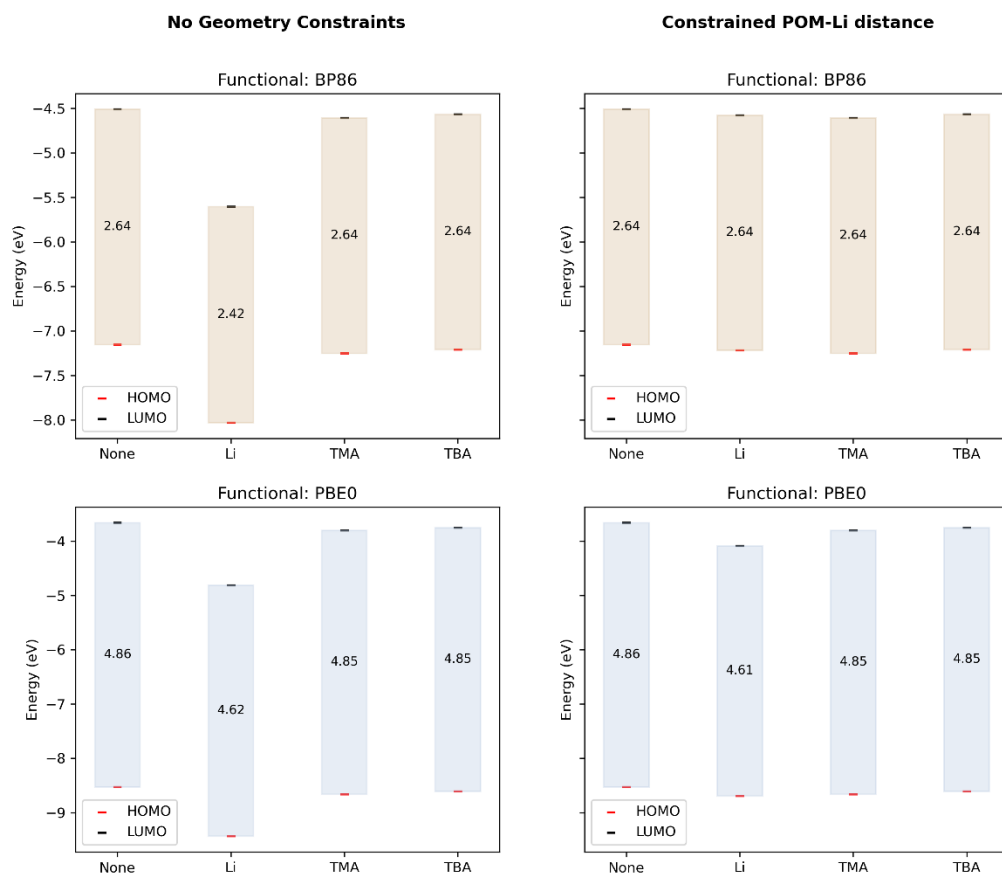 No Geometry Constraints
Constrained POM-Li distance
Functional: BP86
Energy (eV)
−4.5
−5.0
−5.5
−6.0
−6.5
−7.0
−7.5
−8.0
2.64
2.42
2.64
2.64
HOMO
LUMO
None
Li
TMA
TBA
Functional: BP86
Energy (eV)
2.64
2.64
2.64
2.64
HOMO
LUMO
None
Li
TMA
TBA
Functional: PBE0
Energy (eV)
−4
−5
−6
−7
−8
−9
4.86
4.62
4.85
4.85
HOMO
LUMO
None
Li
TMA
TBA
Functional: PBE0
Energy (eV)
4.86
4.61
4.85
4.85
HOMO
LUMO
None
Li
TMA
TBA